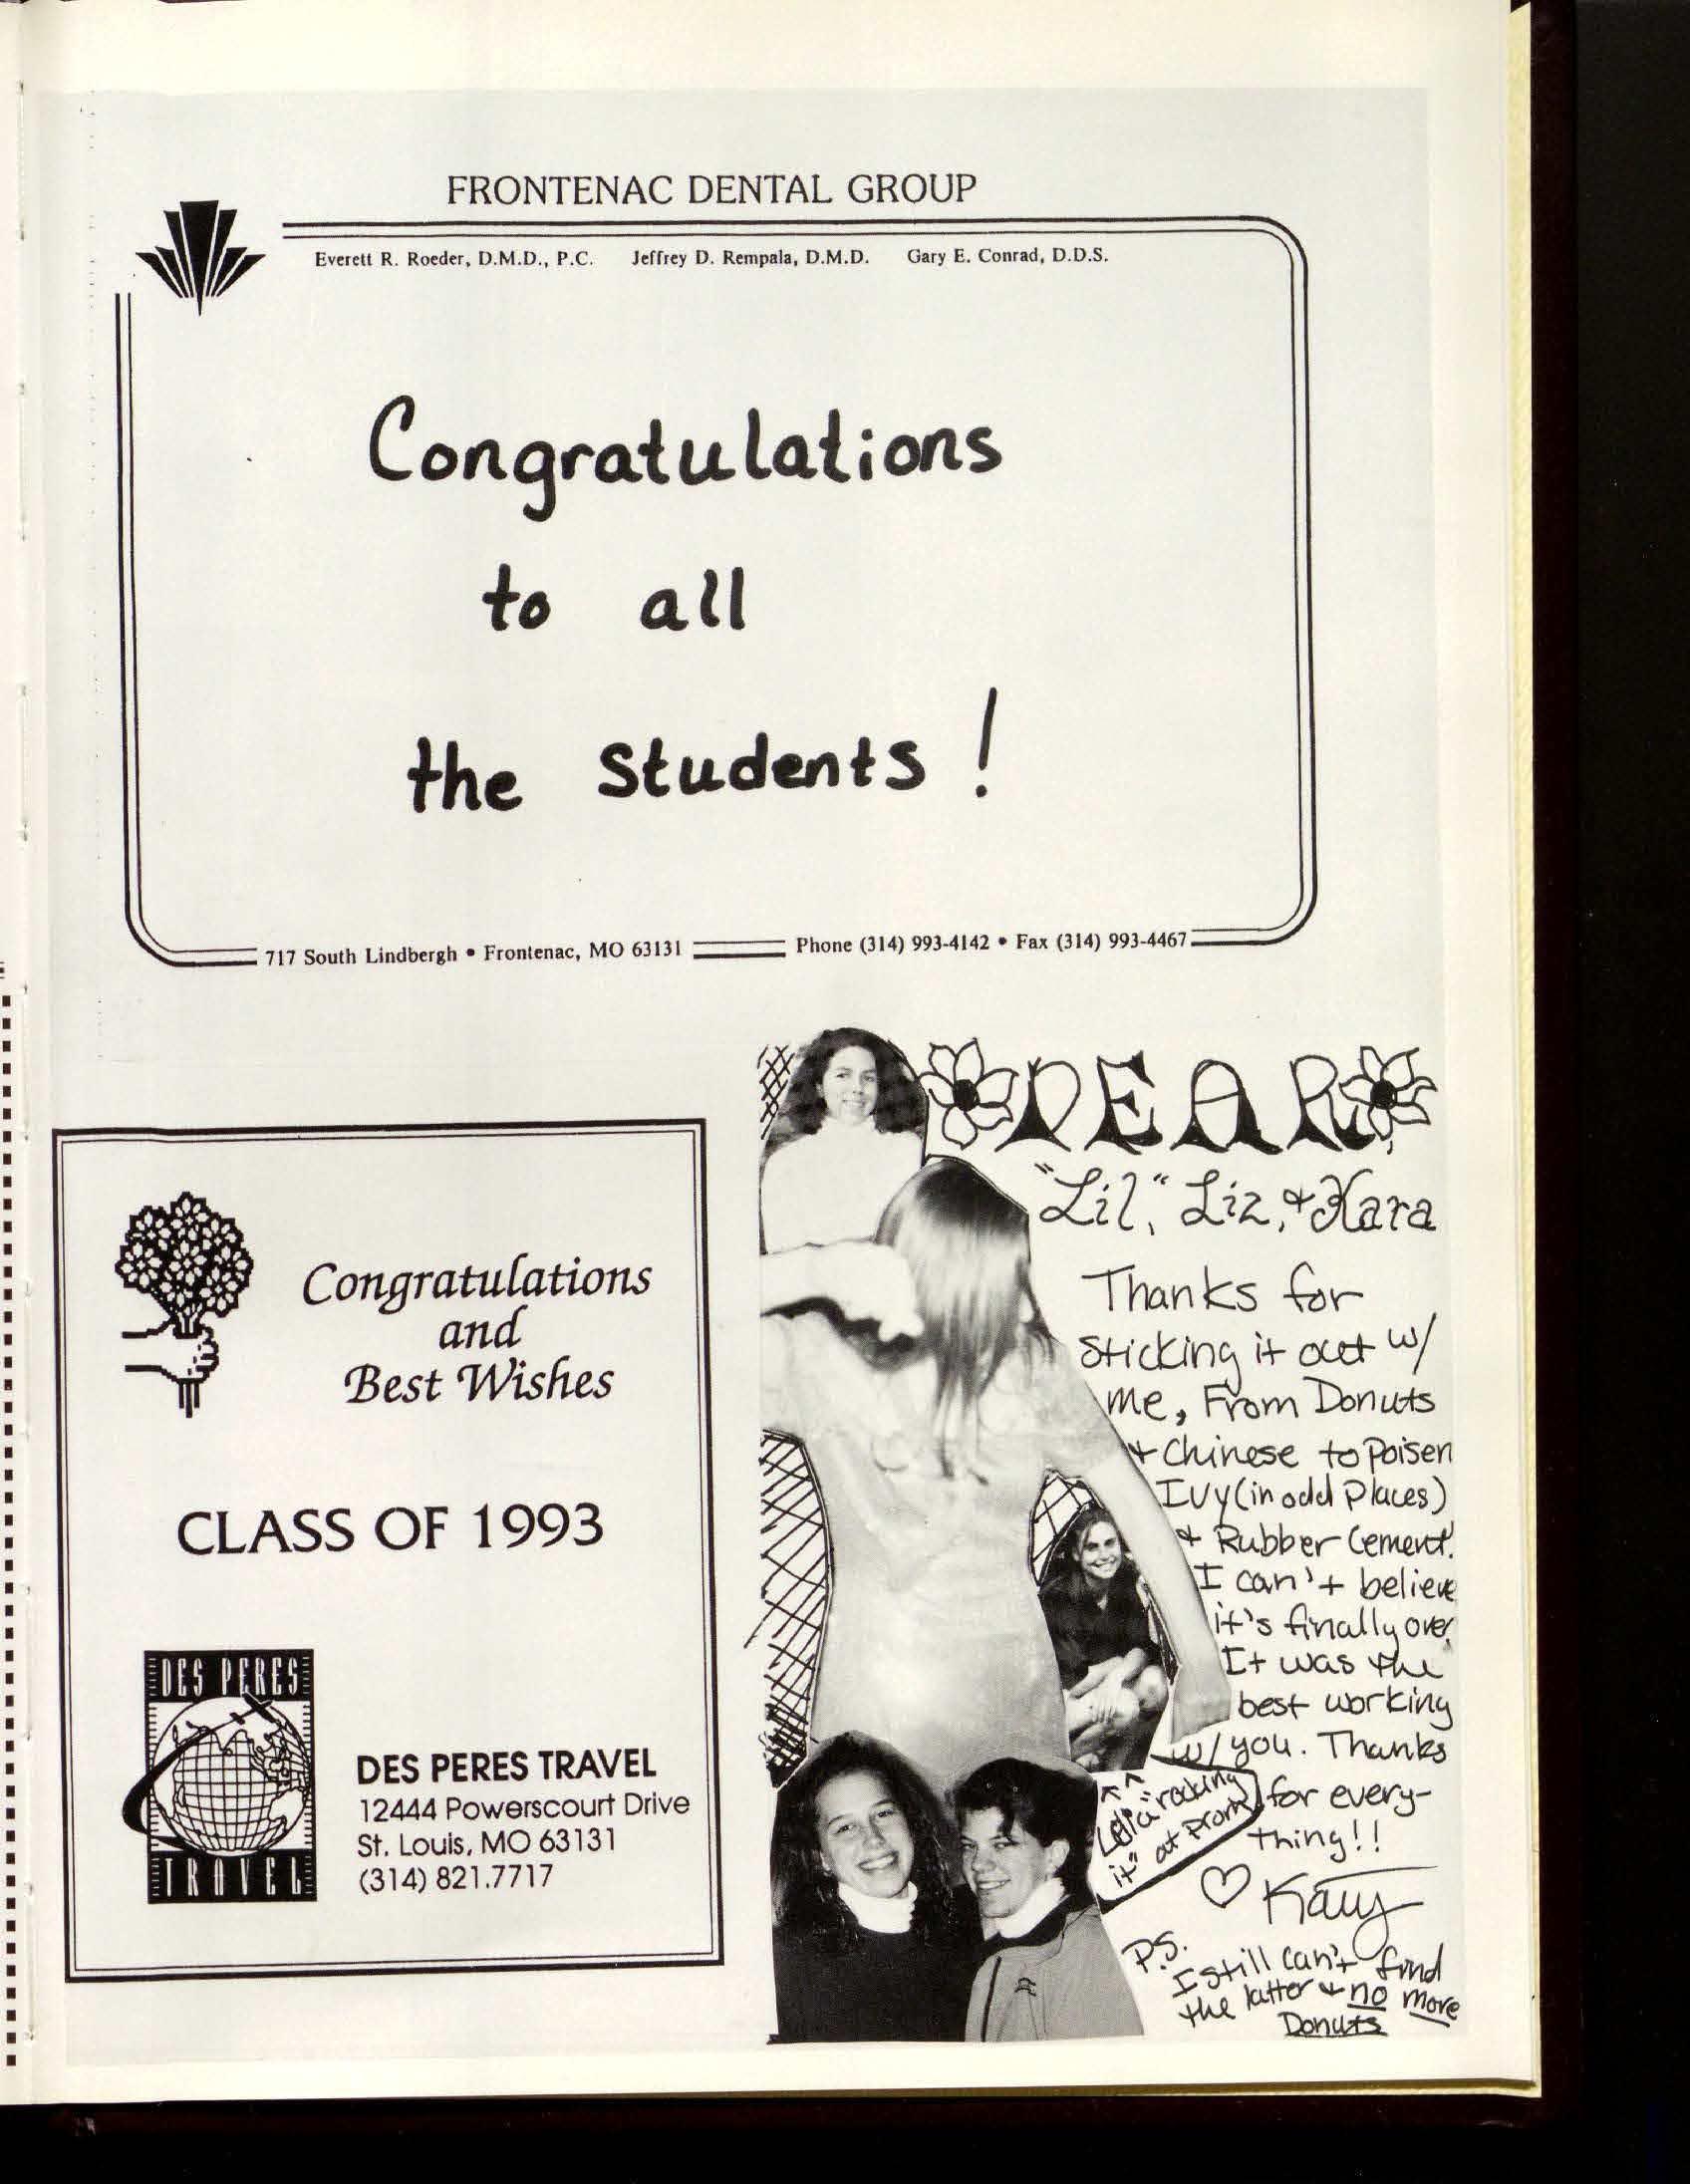 FRONTENAC DENTAL GROUP
Everett R. Roeder, D.M.D., P.C. Jeffrey D. Rempala, D.M.D. Gary E. Conrad, D.D.S.
Congratulations
to all
the students!
717 South Lindbergh • Frontenac, MO 63131 Phone (314) 993-4142 • Fax (314) 993-4467
Congratulations
and
Best Wishes
CLASS OF 1993
DES PERES
TRAVEL
DES PERES TRAVEL
12444 Powerscourt Drive
St. Louis, MO 63131
(314) 821.7717
DEAR
"Lil," Liz, + Kara
Thanks for
Sticking it out w/
me, From Donuts
+ Chinese to Poisen
Ivy (in odd Places)
+ Rubber Cement!
I can't believe
it's finally over.
It was the
best working
w/ you. Thanks
for every-
thing!!
♡ Katy
Lelia "rocking
it" at Prom
P.S.
I still can't find
the latter + no more
Donuts